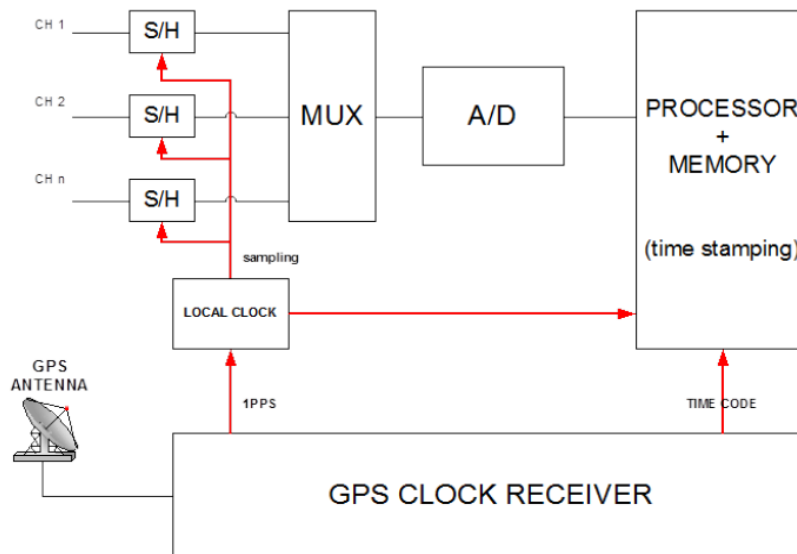 CH 1
S/H
CH 2
S/H
CH n
S/H
MUX
A/D
PROCESSOR
+
MEMORY
(time stamping)
sampling
LOCAL CLOCK
GPS
ANTENNA
1PPS
TIME CODE
GPS CLOCK RECEIVER